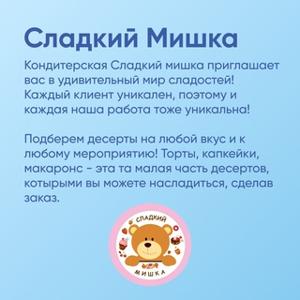 Сладкий Мишка
Кондитерская Сладкий мишка приглашает
вас в удивительный мир сладостей!
Каждый клиент уникален, поэтому и
каждая наша работа тоже уникальна!
Подберем десерты на любой вкус и к
любому мероприятию! Торты, капкейки,
макаронс - эта та малая часть десертов,
котырыми вы можете насладиться, сделав
заказ.
СЛАДКИЙ
МИШКА